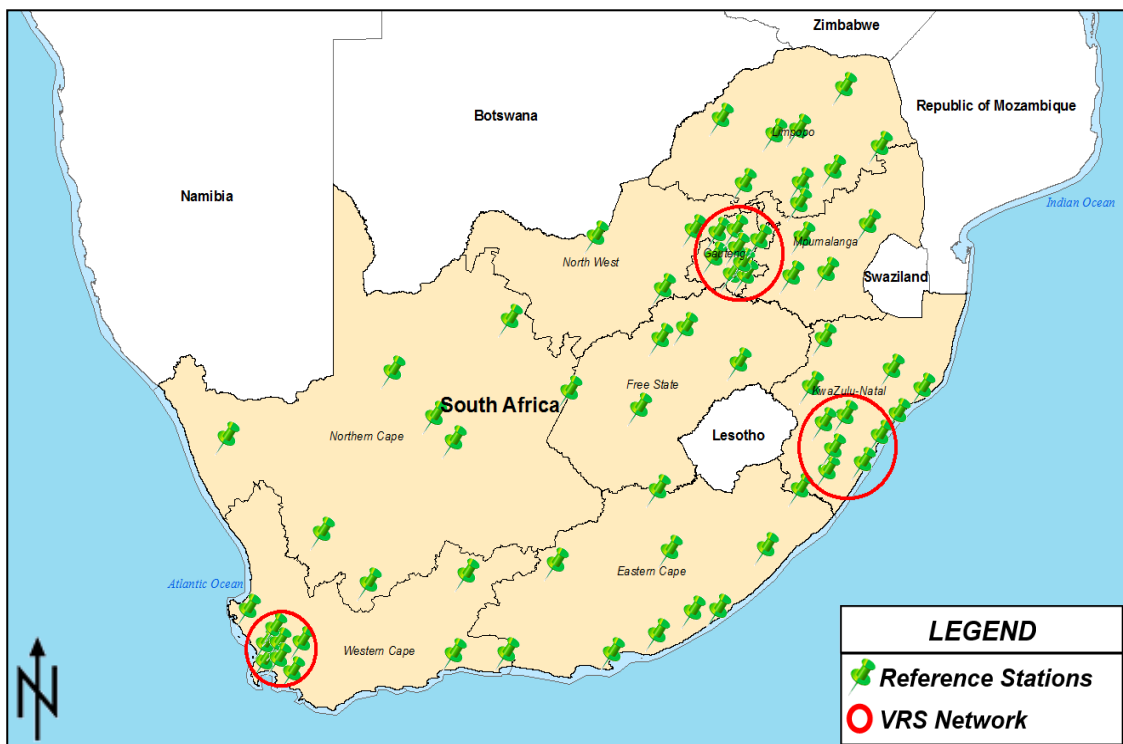 Zimbabwe
Republic of Mozambique
Botswana
Limpopo
Namibia
Indian Ocean
Mpumalanga
Gauteng
North West
Swaziland
KwaZulu-Natal
Free State
South Africa
Northern Cape
Lesotho
Eastern Cape
Atlantic Ocean
Western Cape
N
LEGEND
Reference Stations
VRS Network